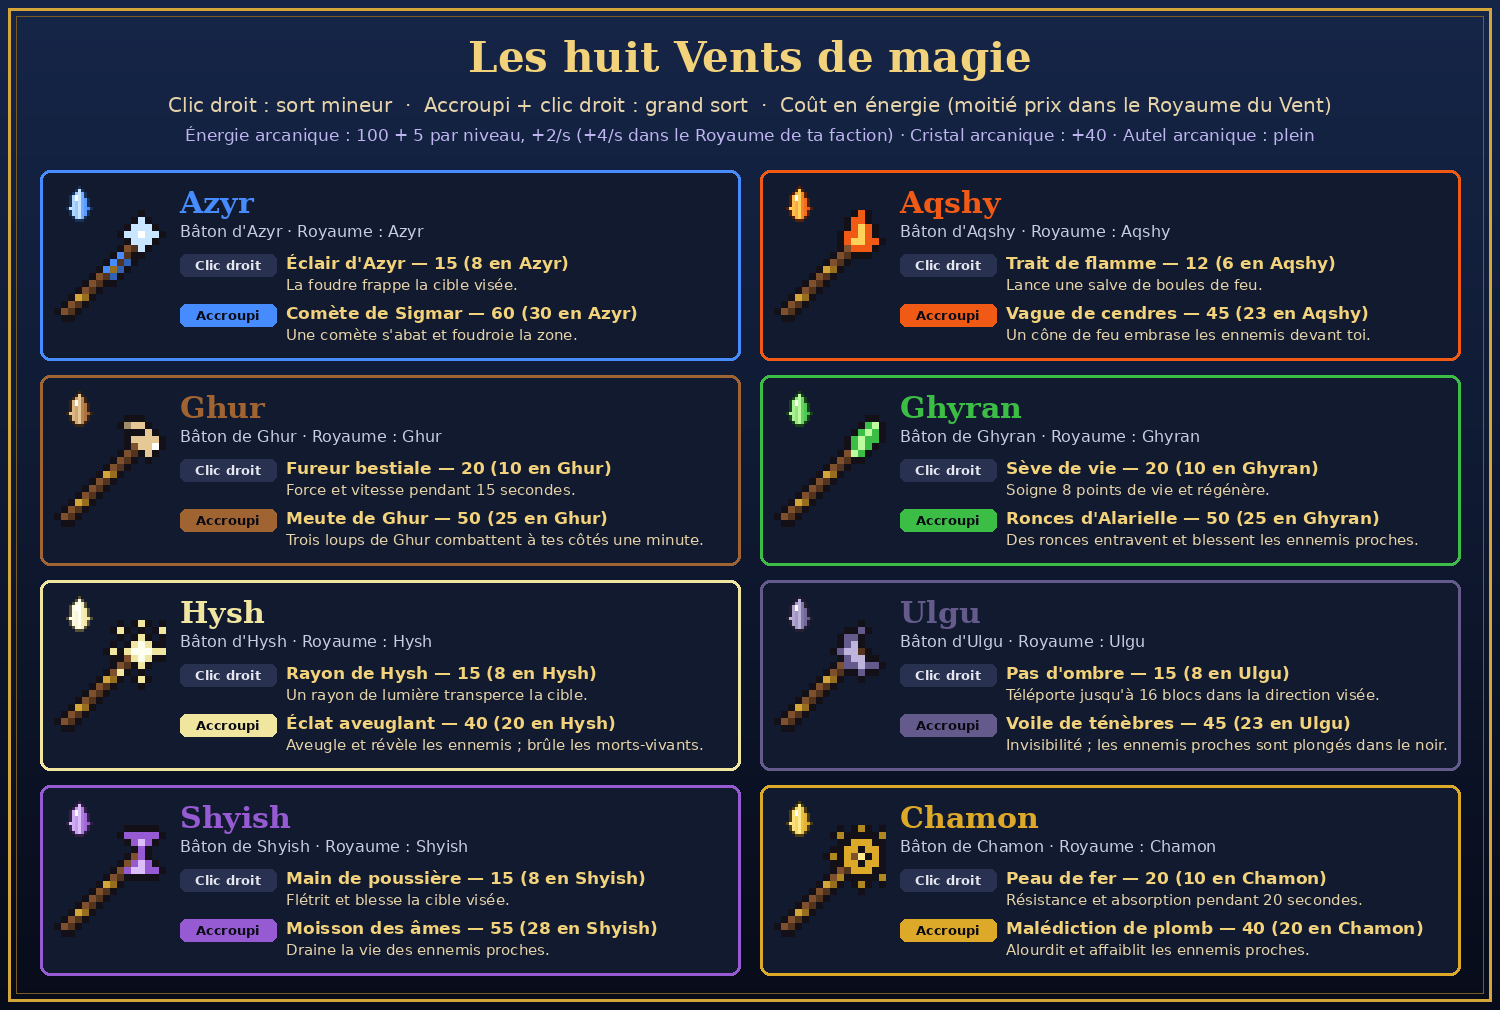 Les huit Vents de magie
Clic droit : sort mineur · Accroupi + clic droit : grand sort · Coût en énergie (moitié prix dans le Royaume du Vent)
Énergie arcanique : 100 + 5 par niveau, +2/s (+4/s dans le Royaume de ta faction) · Cristal arcanique : +40 · Autel arcanique : plein
Azyr
Bâton d'Azyr · Royaume : Azyr
Clic droit Éclair d'Azyr — 15 (8 en Azyr)
La foudre frappe la cible visée.
Accroupi Comète de Sigmar — 60 (30 en Azyr)
Une comète s'abat et foudroie la zone.
Aqshy
Bâton d'Aqshy · Royaume : Aqshy
Clic droit Trait de flamme — 12 (6 en Aqshy)
Lance une salve de boules de feu.
Accroupi Vague de cendres — 45 (23 en Aqshy)
Un cône de feu embrase les ennemis devant toi.
Ghur
Bâton de Ghur · Royaume : Ghur
Clic droit Fureur bestiale — 20 (10 en Ghur)
Force et vitesse pendant 15 secondes.
Accroupi Meute de Ghur — 50 (25 en Ghur)
Trois loups de Ghur combattent à tes côtés une minute.
Ghyran
Bâton de Ghyran · Royaume : Ghyran
Clic droit Sève de vie — 20 (10 en Ghyran)
Soigne 8 points de vie et régénère.
Accroupi Ronces d'Alarielle — 50 (25 en Ghyran)
Des ronces entravent et blessent les ennemis proches.
Hysh
Bâton d'Hysh · Royaume : Hysh
Clic droit Rayon de Hysh — 15 (8 en Hysh)
Un rayon de lumière transperce la cible.
Accroupi Éclat aveuglant — 40 (20 en Hysh)
Aveugle et révèle les ennemis ; brûle les morts-vivants.
Ulgu
Bâton d'Ulgu · Royaume : Ulgu
Clic droit Pas d'ombre — 15 (8 en Ulgu)
Téléporte jusqu'à 16 blocs dans la direction visée.
Accroupi Voile de ténèbres — 45 (23 en Ulgu)
Invisibilité ; les ennemis proches sont plongés dans le noir.
Shyish
Bâton de Shyish · Royaume : Shyish
Clic droit Main de poussière — 15 (8 en Shyish)
Flétrit et blesse la cible visée.
Accroupi Moisson des âmes — 55 (28 en Shyish)
Draine la vie des ennemis proches.
Chamon
Bâton de Chamon · Royaume : Chamon
Clic droit Peau de fer — 20 (10 en Chamon)
Résistance et absorption pendant 20 secondes.
Accroupi Malédiction de plomb — 40 (20 en Chamon)
Alourdit et affaiblit les ennemis proches.